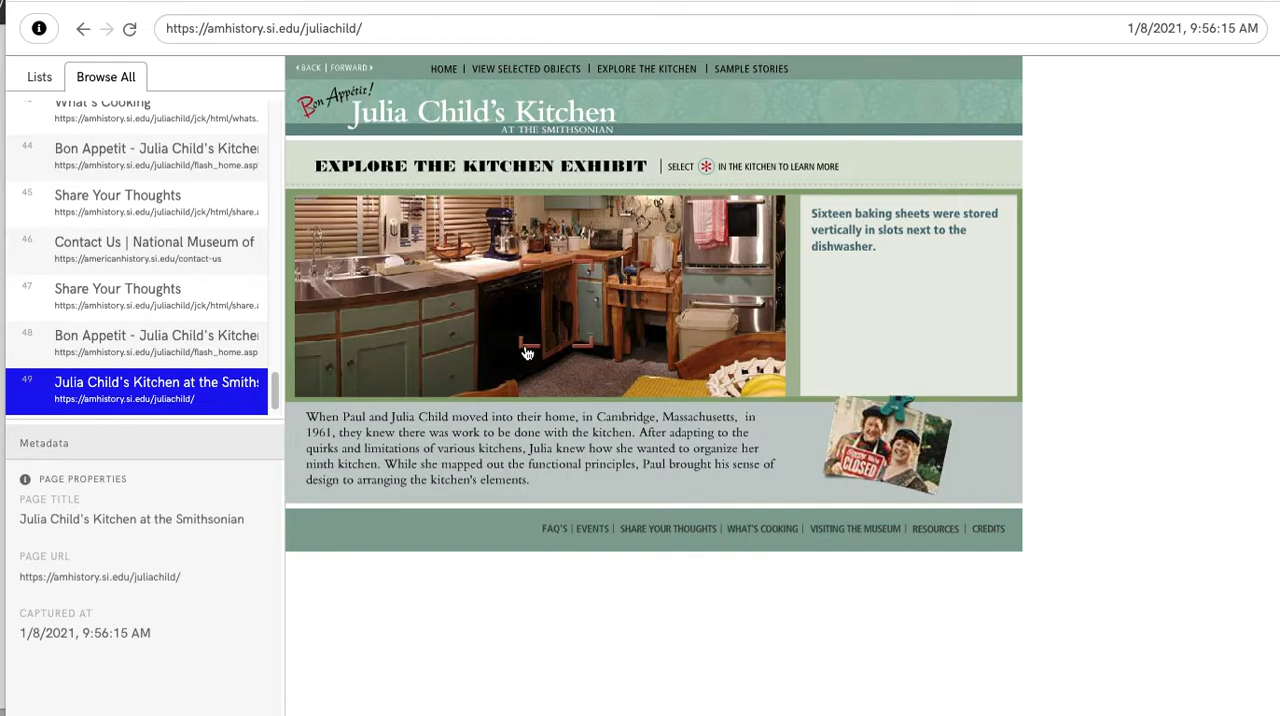 https://amhistory.si.edu/juliachild/
1/8/2021, 9:56:15 AM
Lists
Browse All
What's Cooking
https://amhistory.si.edu/juliachild/jck/html/whats.
44
Bon Appetit - Julia Child's Kitche
https://amhistory.si.edu/juliachild/flash_home.asp
45
Share Your Thoughts
https://amhistory.si.edu/juliachild/jck/html/share.
46
Contact Us | National Museum of
https://americanhistory.si.edu/contact-us
47
Share Your Thoughts
https://amhistory.si.edu/juliachild/jck/html/share.
48
Bon Appetit - Julia Child's Kitche
https://amhistory.si.edu/juliachild/flash_home.asp
49
Julia Child's Kitchen at the Smiths
https://amhistory.si.edu/juliachild/
Metadata
PAGE PROPERTIES
PAGE TITLE
Julia Child's Kitchen at the Smithsonian
PAGE URL
https://amhistory.si.edu/juliachild/
CAPTURED AT
1/8/2021, 9:56:15 AM
BACK | FORWARD
HOME | VIEW SELECTED OBJECTS | EXPLORE THE KITCHEN | SAMPLE STORIES
Bon Appétit!
Julia Child's Kitchen
AT THE SMITHSONIAN
EXPLORE THE KITCHEN EXHIBIT | SELECT IN THE KITCHEN TO LEARN MORE
Sixteen baking sheets were stored
vertically in slots next to the
dishwasher.
When Paul and Julia Child moved into their home, in Cambridge, Massachusetts, in
1961, they knew there was work to be done with the kitchen. After adapting to the
quirks and limitations of various kitchens, Julia knew how she wanted to organize her
ninth kitchen. While she mapped out the functional principles, Paul brought his sense of
design to arranging the kitchen's elements.
CLOSED
FAQ'S | EVENTS | SHARE YOUR THOUGHTS | WHAT'S COOKING | VISITING THE MUSEUM | RESOURCES | CREDITS